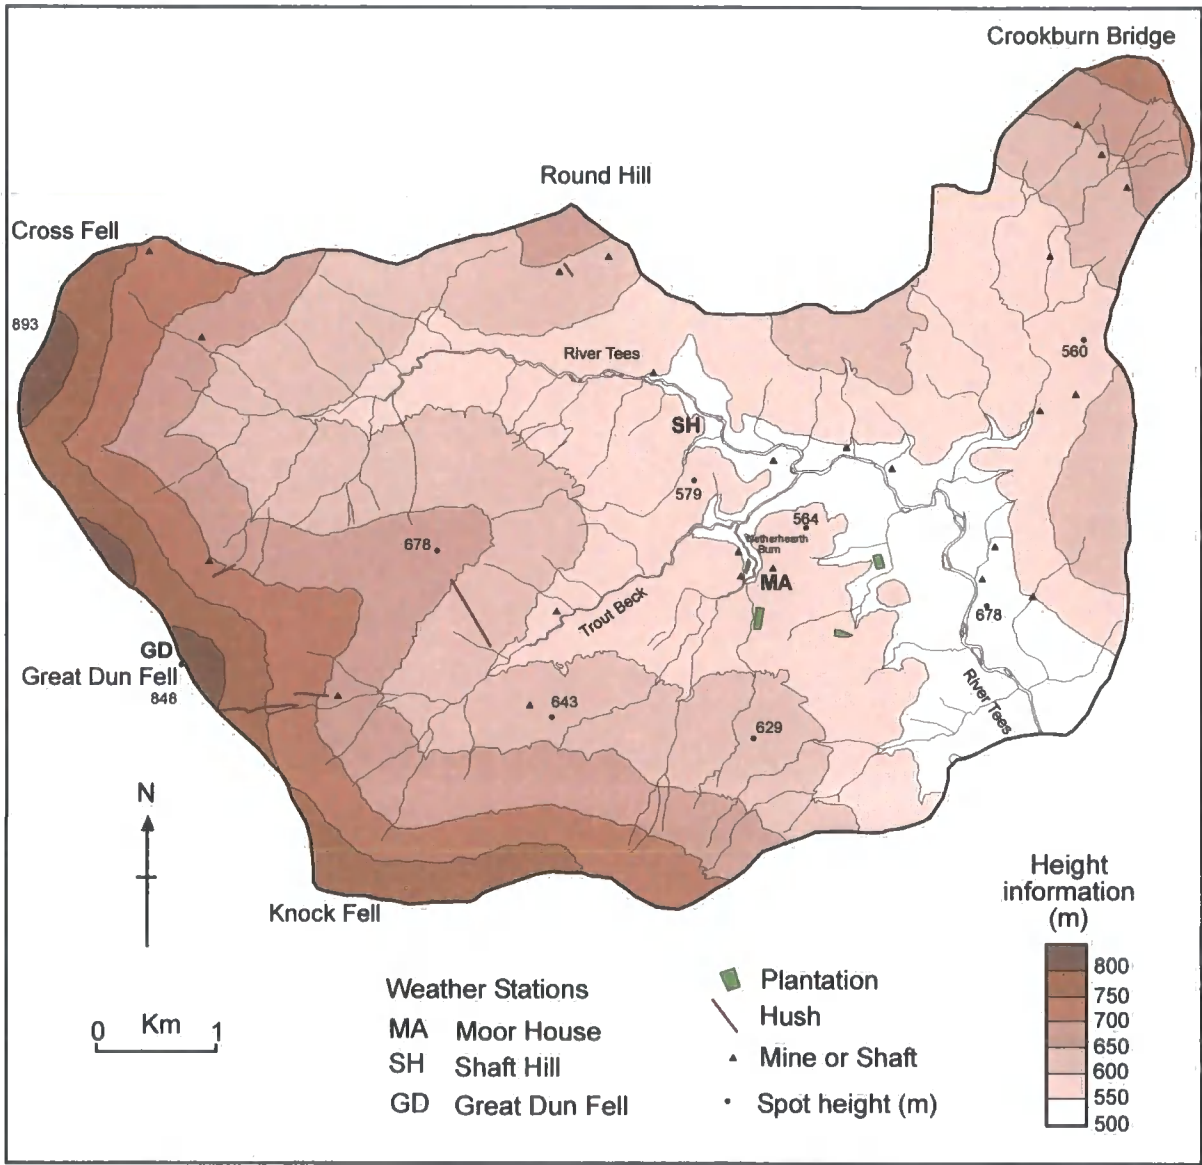 Crookburn Bridge
Round Hill
Cross Fell
893
River Tees
560
SH
579
564
678
Netherhearth
Burn
MA
Trout Beck
678
GD
Great Dun Fell
848
643
629
River Tees
N
Knock Fell
0 Km 1
Weather Stations
MA Moor House
SH Shaft Hill
GD Great Dun Fell
Plantation
Hush
Mine or Shaft
Spot height (m)
Height
information
(m)
800
750
700
650
600
550
500